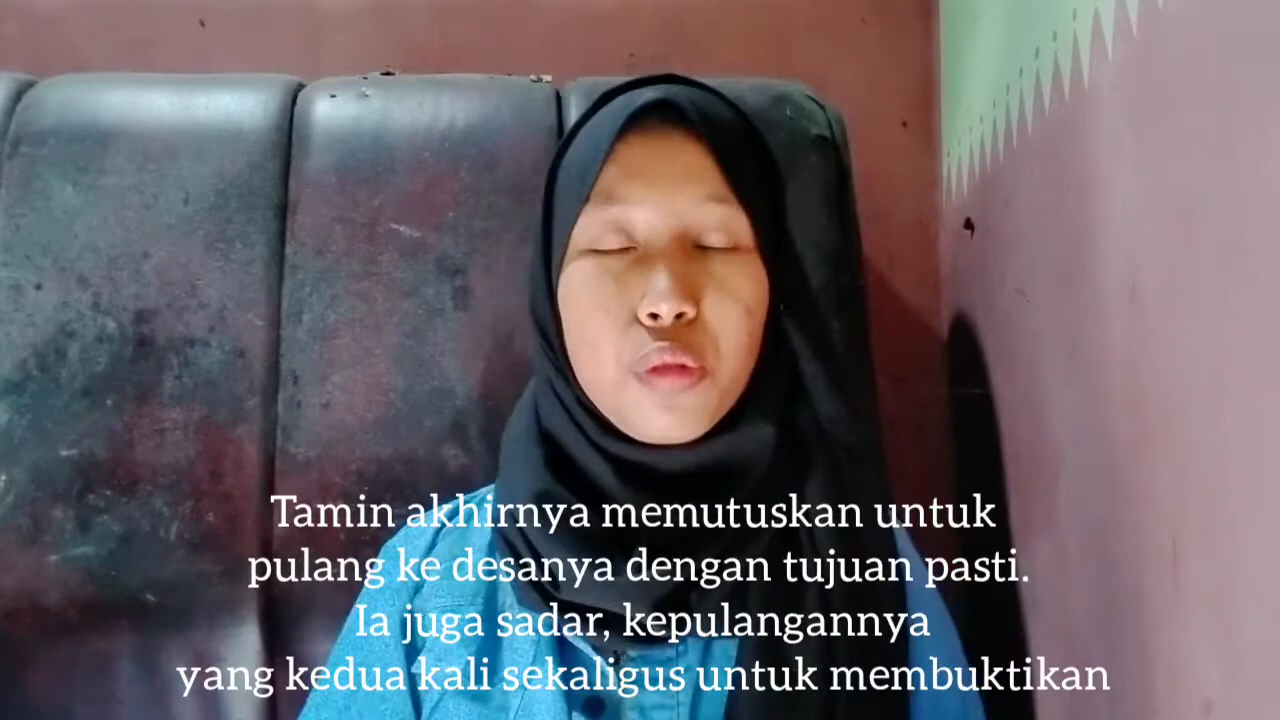 Tamin akhirnya memutuskan untuk
pulang ke desanya dengan tujuan pasti.
Ia juga sadar, kepulangannya
yang kedua kali sekaligus untuk membuktikan